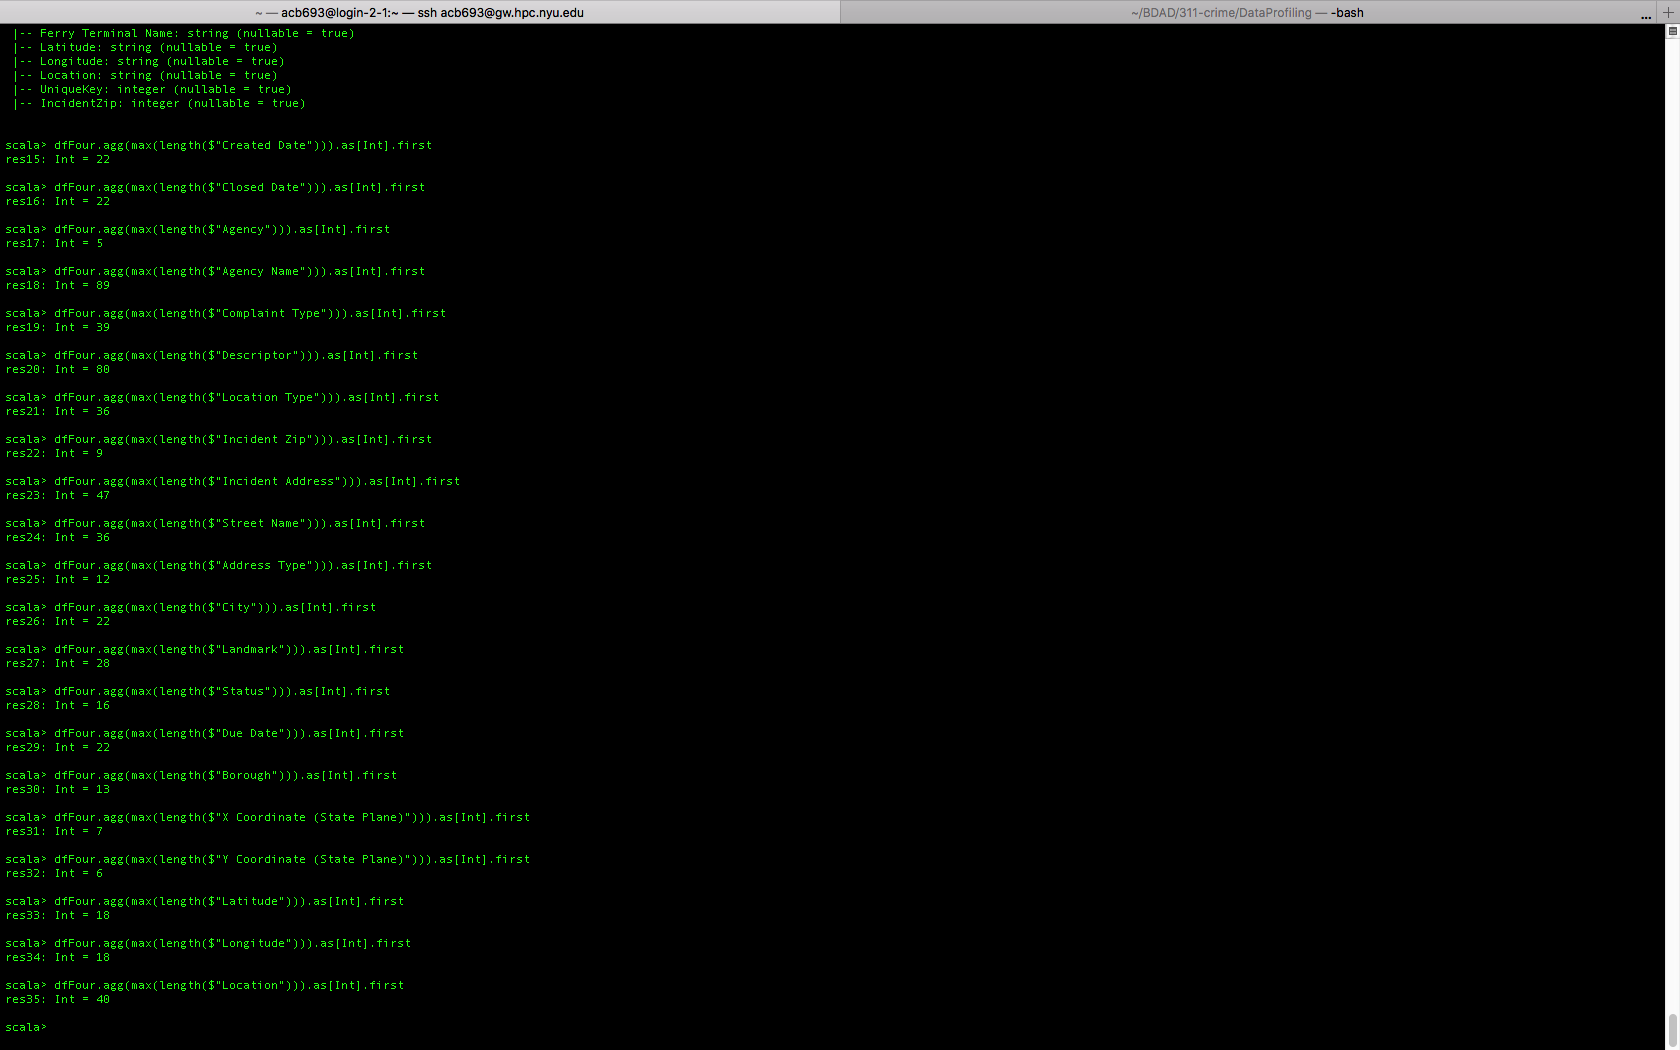 ~ — acb693@login-2-1:~ — ssh acb693@gw.hpc.nyu.edu
~/BDAD/311-crime/DataProfiling — -bash
... +
|-- Ferry Terminal Name: string (nullable = true)
|-- Latitude: string (nullable = true)
|-- Longitude: string (nullable = true)
|-- Location: string (nullable = true)
|-- UniqueKey: integer (nullable = true)
|-- IncidentZip: integer (nullable = true)
scala> dfFour.agg(max(length($"Created Date"))).as[Int].first
res15: Int = 22
scala> dfFour.agg(max(length($"Closed Date"))).as[Int].first
res16: Int = 22
scala> dfFour.agg(max(length($"Agency"))).as[Int].first
res17: Int = 5
scala> dfFour.agg(max(length($"Agency Name"))).as[Int].first
res18: Int = 89
scala> dfFour.agg(max(length($"Complaint Type"))).as[Int].first
res19: Int = 39
scala> dfFour.agg(max(length($"Descriptor"))).as[Int].first
res20: Int = 80
scala> dfFour.agg(max(length($"Location Type"))).as[Int].first
res21: Int = 36
scala> dfFour.agg(max(length($"Incident Zip"))).as[Int].first
res22: Int = 9
scala> dfFour.agg(max(length($"Incident Address"))).as[Int].first
res23: Int = 47
scala> dfFour.agg(max(length($"Street Name"))).as[Int].first
res24: Int = 36
scala> dfFour.agg(max(length($"Address Type"))).as[Int].first
res25: Int = 12
scala> dfFour.agg(max(length($"City"))).as[Int].first
res26: Int = 22
scala> dfFour.agg(max(length($"Landmark"))).as[Int].first
res27: Int = 28
scala> dfFour.agg(max(length($"Status"))).as[Int].first
res28: Int = 16
scala> dfFour.agg(max(length($"Due Date"))).as[Int].first
res29: Int = 22
scala> dfFour.agg(max(length($"Borough"))).as[Int].first
res30: Int = 13
scala> dfFour.agg(max(length($"X Coordinate (State Plane)"))).as[Int].first
res31: Int = 7
scala> dfFour.agg(max(length($"Y Coordinate (State Plane)"))).as[Int].first
res32: Int = 6
scala> dfFour.agg(max(length($"Latitude"))).as[Int].first
res33: Int = 18
scala> dfFour.agg(max(length($"Longitude"))).as[Int].first
res34: Int = 18
scala> dfFour.agg(max(length($"Location"))).as[Int].first
res35: Int = 40
scala>